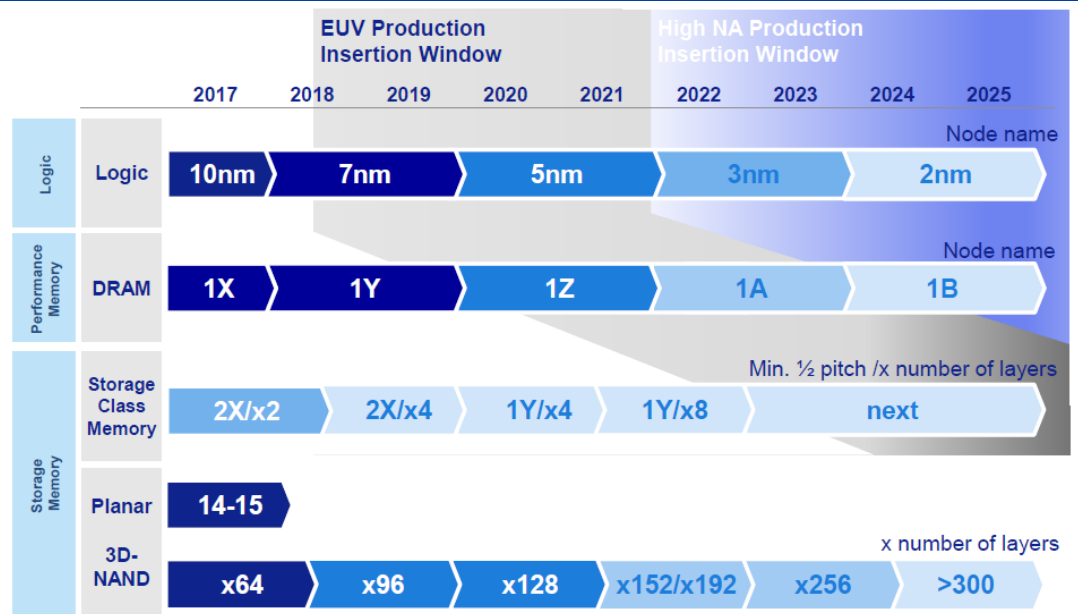 EUV Production
Insertion Window
High NA Production
Insertion Window
2017 2018 2019 2020 2021 2022 2023 2024 2025
Node name
Logic
Logic
10nm 7nm 5nm 3nm 2nm
Node name
Performance
Memory
DRAM
1X 1Y 1Z 1A 1B
Min. ½ pitch /x number of layers
Storage
Memory
Storage
Class
Memory
2X/x2 2X/x4 1Y/x4 1Y/x8 next
Planar
14-15
x number of layers
3D-
NAND
x64 x96 x128 x152/x192 x256 >300